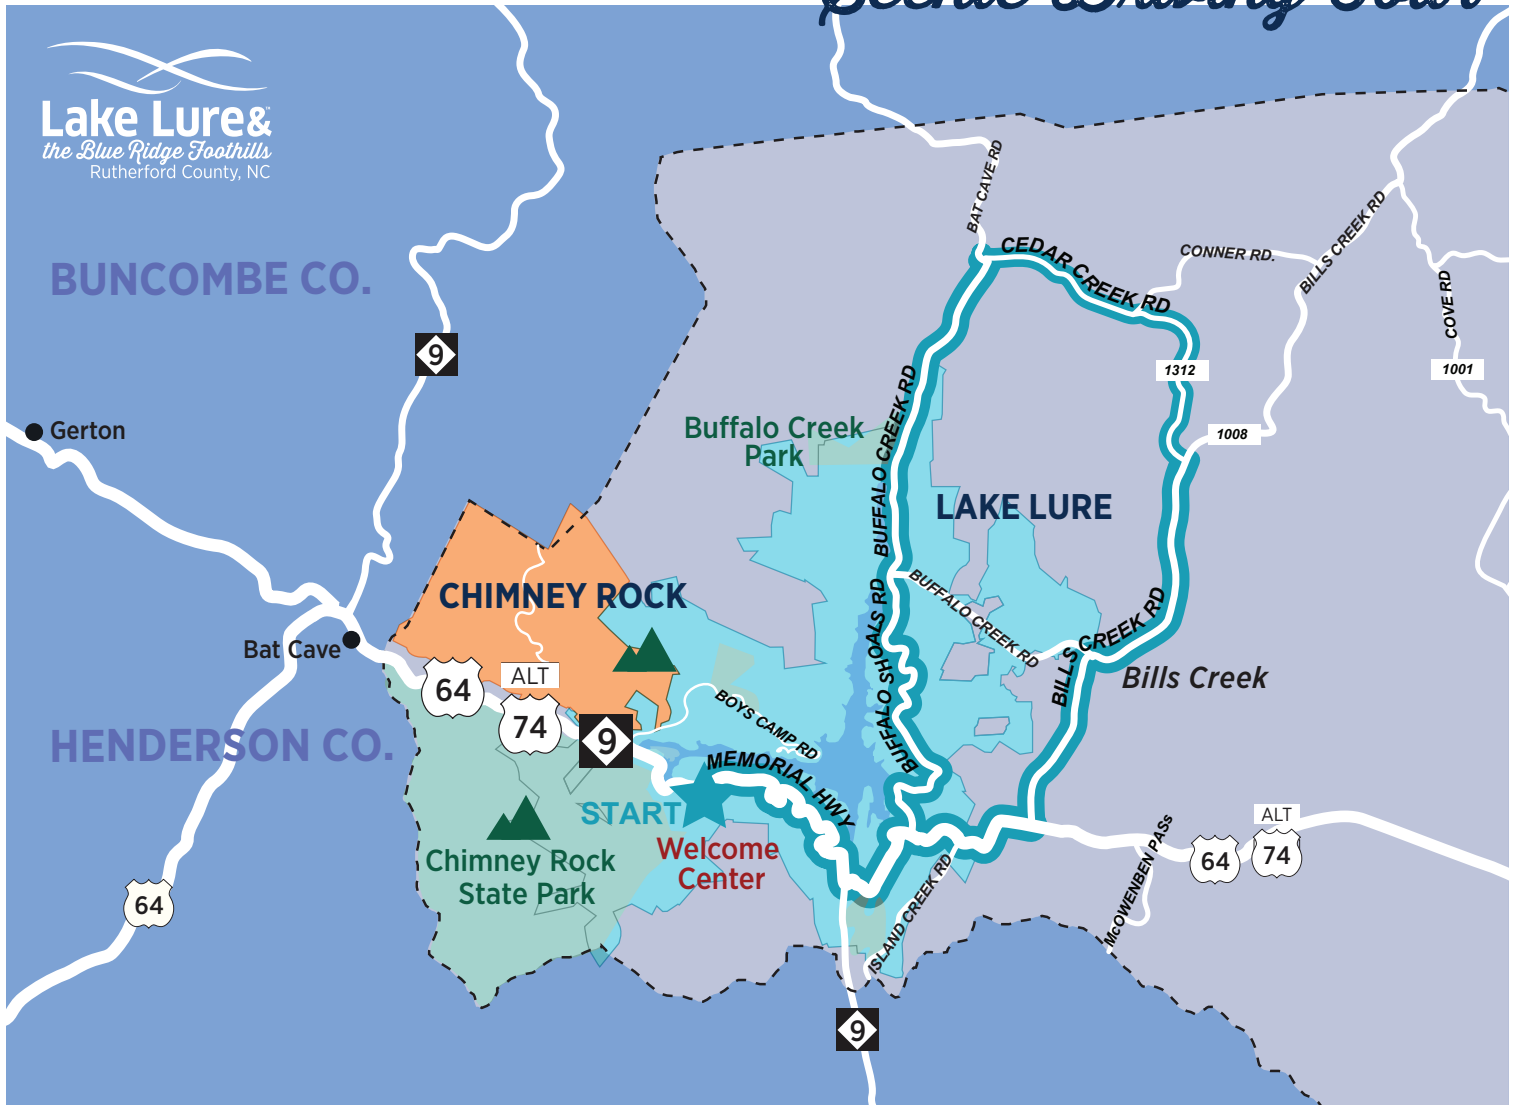 Scenic Driving Tour
Lake Lure &
the Blue Ridge Foothills
Rutherford County, NC
BUNCOMBE CO.
HENDERSON CO.
9
Gerton
Bat Cave
64
BAT CAVE RD
CEDAR CREEK RD
CONNER RD.
BILLS CREEK RD
COVE RD
1312
1001
1008
Buffalo Creek
Park
BUFFALO CREEK RD
LAKE LURE
CHIMNEY ROCK
BUFFALO CREEK RD
BUFFALO SHOALS RD
BILLS CREEK RD
Bills Creek
64
ALT
74
9
BOYS CAMP RD
MEMORIAL HWY
START
Welcome
Center
Chimney Rock
State Park
ISLAND CREEK RD
McOWENBEN PASs
64
ALT
74
9